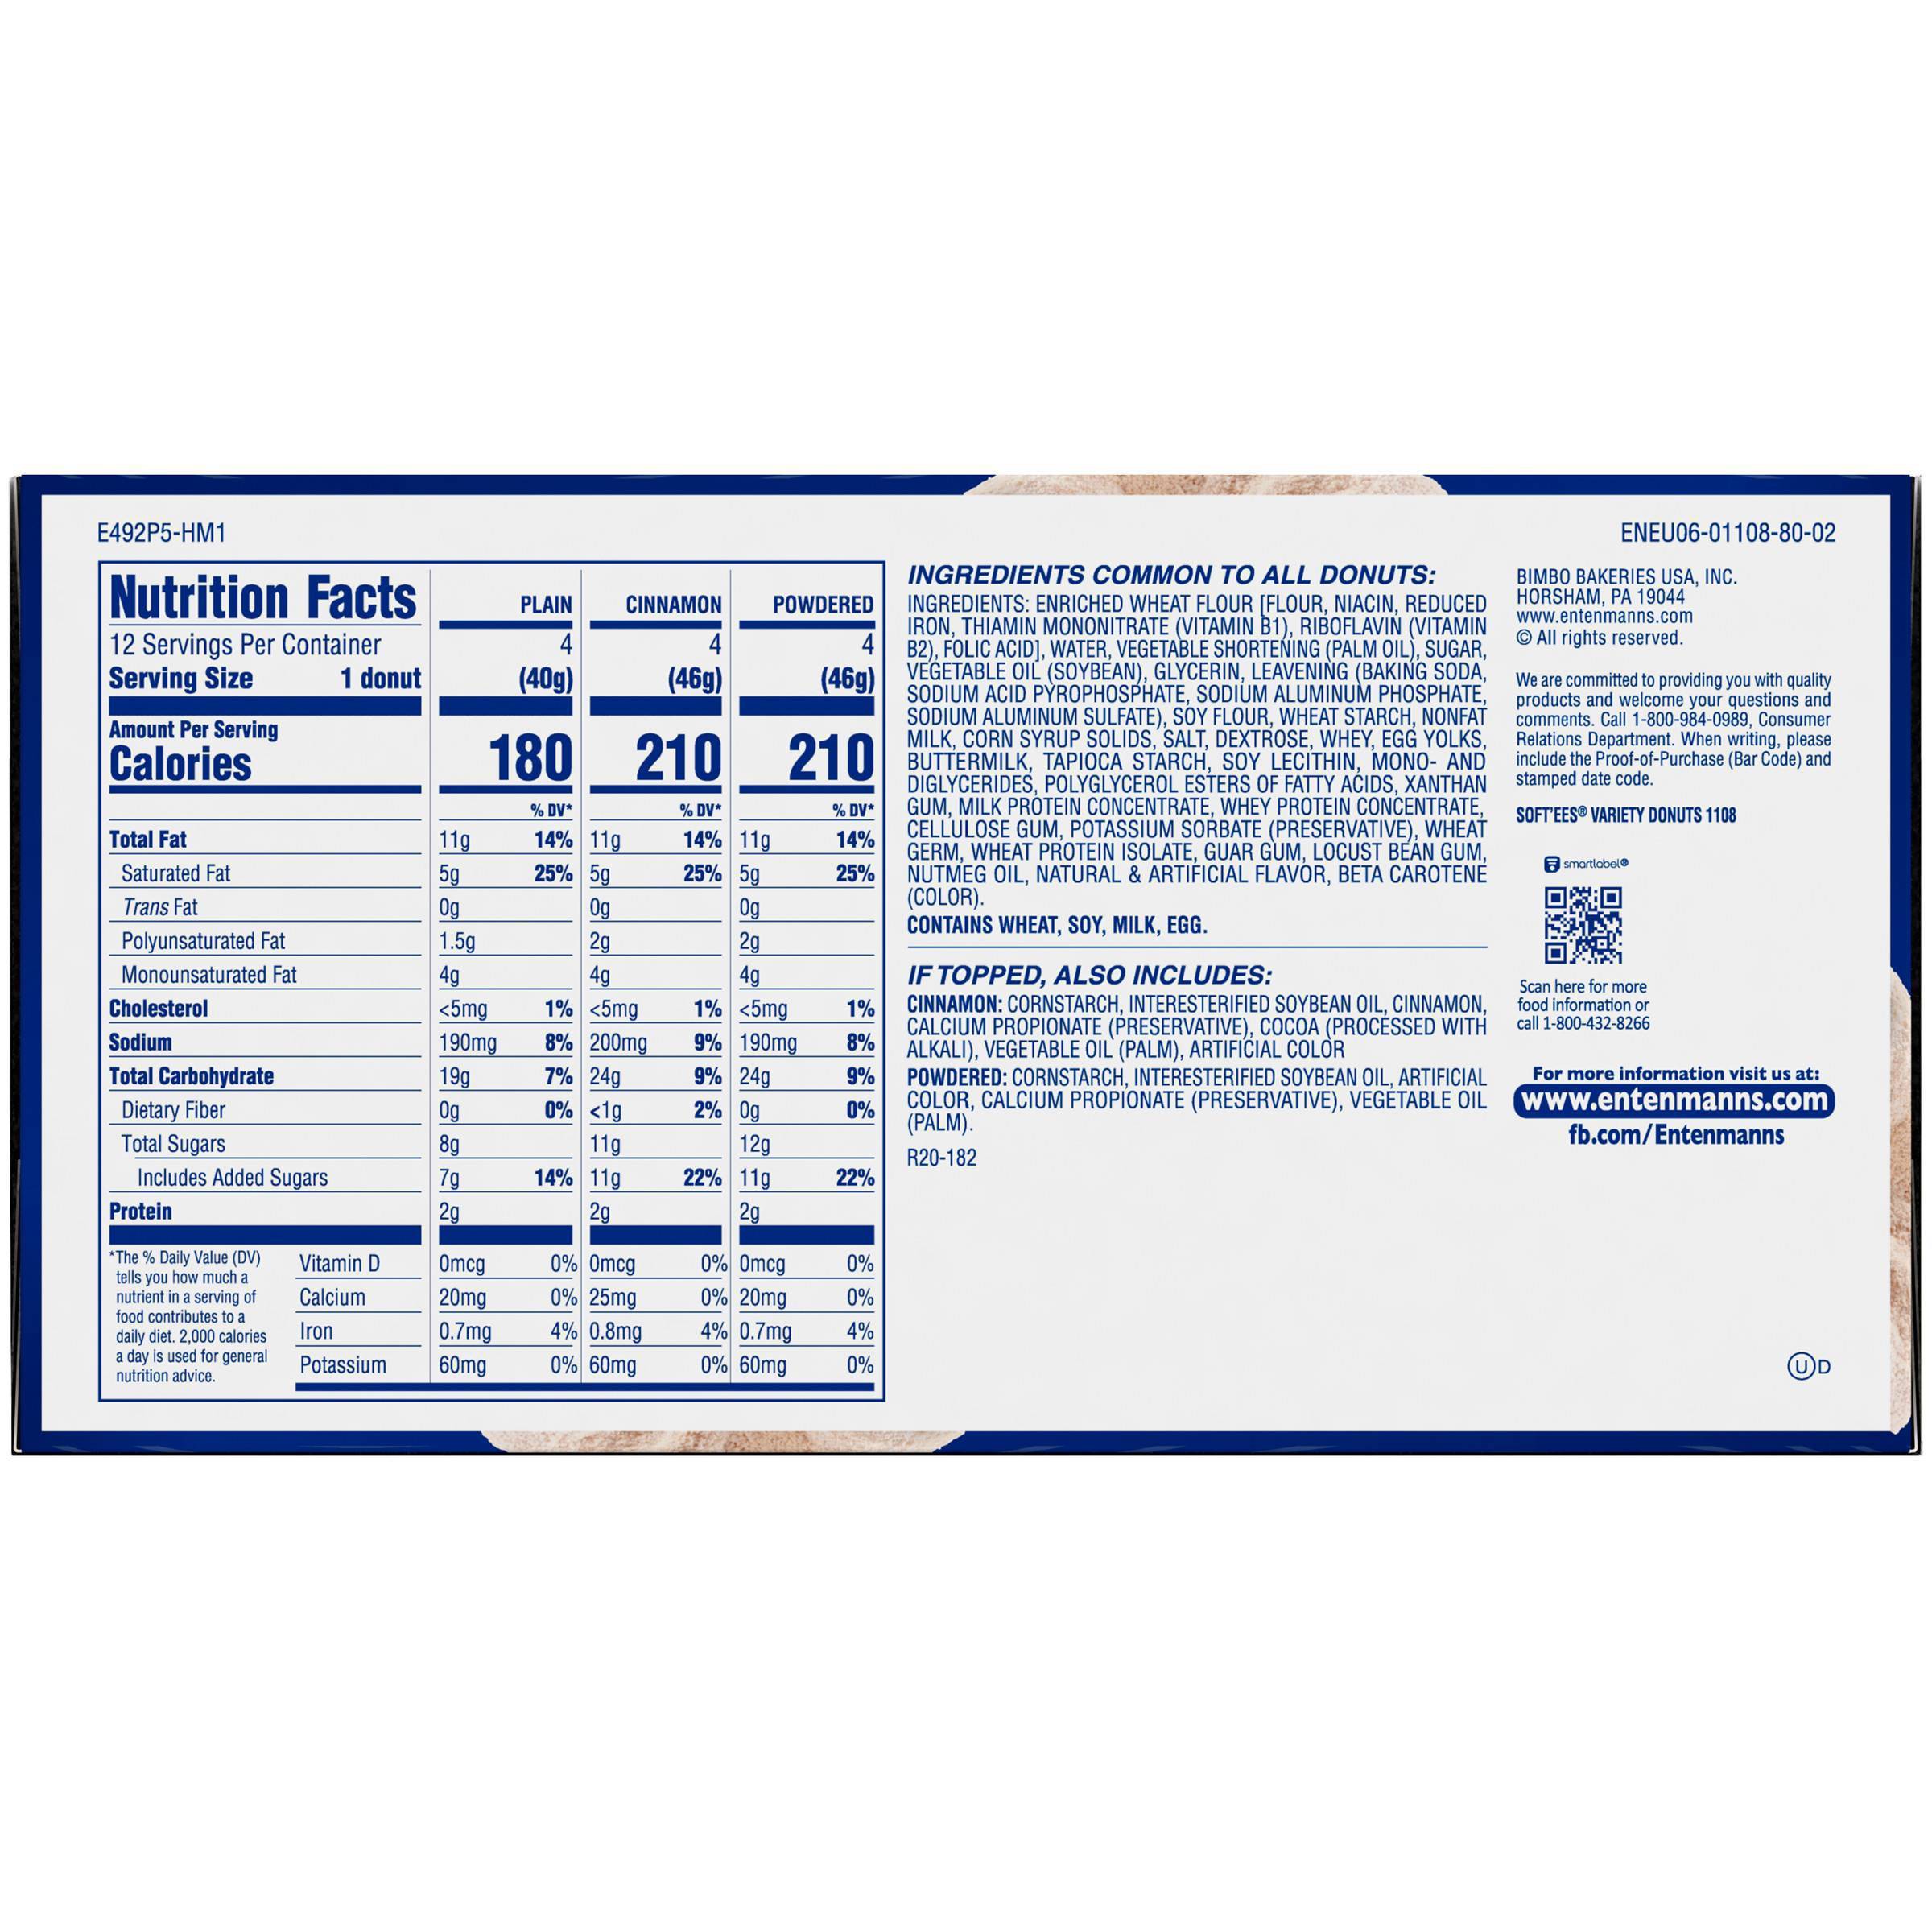 E492P5-HM1
ENEU06-01108-80-02
Nutrition Facts
PLAIN CINNAMON POWDERED
12 Servings Per Container 4 4 4
Serving Size 1 donut (40g) (46g) (46g)
Amount Per Serving
Calories 180 210 210
% DV* % DV* % DV*
Total Fat 11g 14% 11g 14% 11g 14%
Saturated Fat 5g 25% 5g 25% 5g 25%
Trans Fat 0g 0g 0g
Polyunsaturated Fat 1.5g 2g 2g
Monounsaturated Fat 4g 4g 4g
Cholesterol <5mg 1% <5mg 1% <5mg 1%
Sodium 190mg 8% 200mg 9% 190mg 8%
Total Carbohydrate 19g 7% 24g 9% 24g 9%
Dietary Fiber 0g 0% <1g 2% 0g 0%
Total Sugars 8g 11g 12g
Includes Added Sugars 7g 14% 11g 22% 11g 22%
Protein 2g 2g 2g
Vitamin D 0mcg 0% 0mcg 0% 0mcg 0%
Calcium 20mg 0% 25mg 0% 20mg 0%
Iron 0.7mg 4% 0.8mg 4% 0.7mg 4%
Potassium 60mg 0% 60mg 0% 60mg 0%
*The % Daily Value (DV)
tells you how much a
nutrient in a serving of
food contributes to a
daily diet. 2,000 calories
a day is used for general
nutrition advice.
INGREDIENTS COMMON TO ALL DONUTS:
INGREDIENTS: ENRICHED WHEAT FLOUR [FLOUR, NIACIN, REDUCED
IRON, THIAMIN MONONITRATE (VITAMIN B1), RIBOFLAVIN (VITAMIN
B2), FOLIC ACID], WATER, VEGETABLE SHORTENING (PALM OIL), SUGAR,
VEGETABLE OIL (SOYBEAN), GLYCERIN, LEAVENING (BAKING SODA,
SODIUM ACID PYROPHOSPHATE, SODIUM ALUMINUM PHOSPHATE,
SODIUM ALUMINUM SULFATE), SOY FLOUR, WHEAT STARCH, NONFAT
MILK, CORN SYRUP SOLIDS, SALT, DEXTROSE, WHEY, EGG YOLKS,
BUTTERMILK, TAPIOCA STARCH, SOY LECITHIN, MONO- AND
DIGLYCERIDES, POLYGLYCEROL ESTERS OF FATTY ACIDS, XANTHAN
GUM, MILK PROTEIN CONCENTRATE, WHEY PROTEIN CONCENTRATE,
CELLULOSE GUM, POTASSIUM SORBATE (PRESERVATIVE), WHEAT
GERM, WHEAT PROTEIN ISOLATE, GUAR GUM, LOCUST BEAN GUM,
NUTMEG OIL, NATURAL & ARTIFICIAL FLAVOR, BETA CAROTENE
(COLOR).
CONTAINS WHEAT, SOY, MILK, EGG.
IF TOPPED, ALSO INCLUDES:
CINNAMON: CORNSTARCH, INTERESTERIFIED SOYBEAN OIL, CINNAMON,
CALCIUM PROPIONATE (PRESERVATIVE), COCOA (PROCESSED WITH
ALKALI), VEGETABLE OIL (PALM), ARTIFICIAL COLOR
POWDERED: CORNSTARCH, INTERESTERIFIED SOYBEAN OIL, ARTIFICIAL
COLOR, CALCIUM PROPIONATE (PRESERVATIVE), VEGETABLE OIL
(PALM).
R20-182
BIMBO BAKERIES USA, INC.
HORSHAM, PA 19044
www.entenmanns.com
© All rights reserved.
We are committed to providing you with quality
products and welcome your questions and
comments. Call 1-800-984-0989, Consumer
Relations Department. When writing, please
include the Proof-of-Purchase (Bar Code) and
stamped date code.
SOFT'EES® VARIETY DONUTS 1108
smartlabel®
Scan here for more
food information or
call 1-800-432-8266
For more information visit us at:
www.entenmanns.com
fb.com/Entenmanns
Ⓤ D